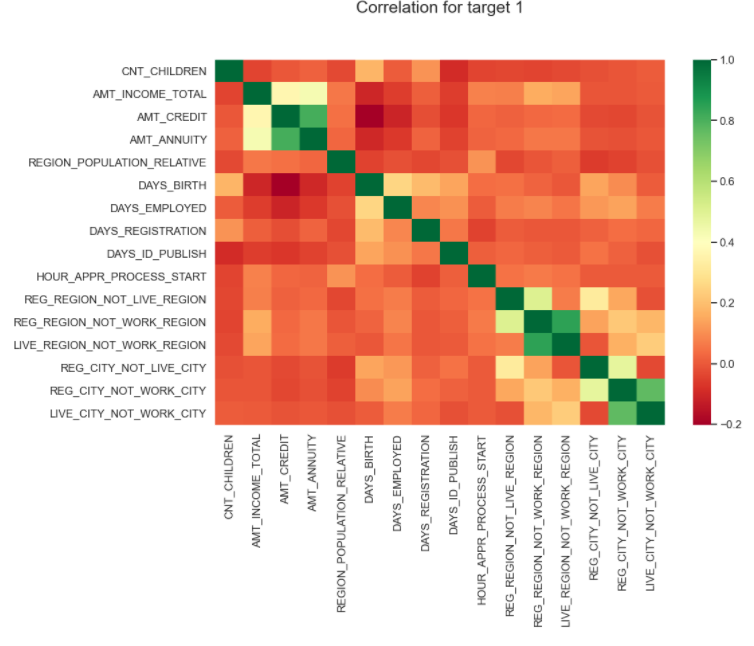 Correlation for target 1
CNT_CHILDREN
AMT_INCOME_TOTAL
AMT_CREDIT
AMT_ANNUITY
REGION_POPULATION_RELATIVE
DAYS_BIRTH
DAYS_EMPLOYED
DAYS_REGISTRATION
DAYS_ID_PUBLISH
HOUR_APPR_PROCESS_START
REG_REGION_NOT_LIVE_REGION
REG_REGION_NOT_WORK_REGION
LIVE_REGION_NOT_WORK_REGION
REG_CITY_NOT_LIVE_CITY
REG_CITY_NOT_WORK_CITY
LIVE_CITY_NOT_WORK_CITY
CNT_CHILDREN
AMT_INCOME_TOTAL
AMT_CREDIT
AMT_ANNUITY
REGION_POPULATION_RELATIVE
DAYS_BIRTH
DAYS_EMPLOYED
DAYS_REGISTRATION
DAYS_ID_PUBLISH
HOUR_APPR_PROCESS_START
REG_REGION_NOT_LIVE_REGION
REG_REGION_NOT_WORK_REGION
LIVE_REGION_NOT_WORK_REGION
REG_CITY_NOT_LIVE_CITY
REG_CITY_NOT_WORK_CITY
LIVE_CITY_NOT_WORK_CITY
1.0
0.8
0.6
0.4
0.2
0.0
−0.2